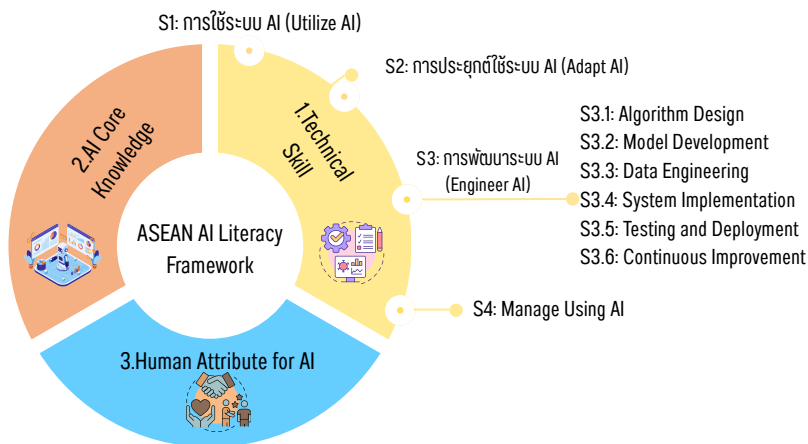 S1: การใช้ระบบ AI (Utilize AI)
S2: การประยุกต์ใช้ระบบ AI (Adapt AI)
1.Technical
Skill
2.AI Core
Knowledge
S3: การพัฒนาระบบ AI
(Engineer AI)
S3.1: Algorithm Design
S3.2: Model Development
S3.3: Data Engineering
S3.4: System Implementation
S3.5: Testing and Deployment
S3.6: Continuous Improvement
ASEAN AI Literacy
Framework
S4: Manage Using AI
3.Human Attribute for AI